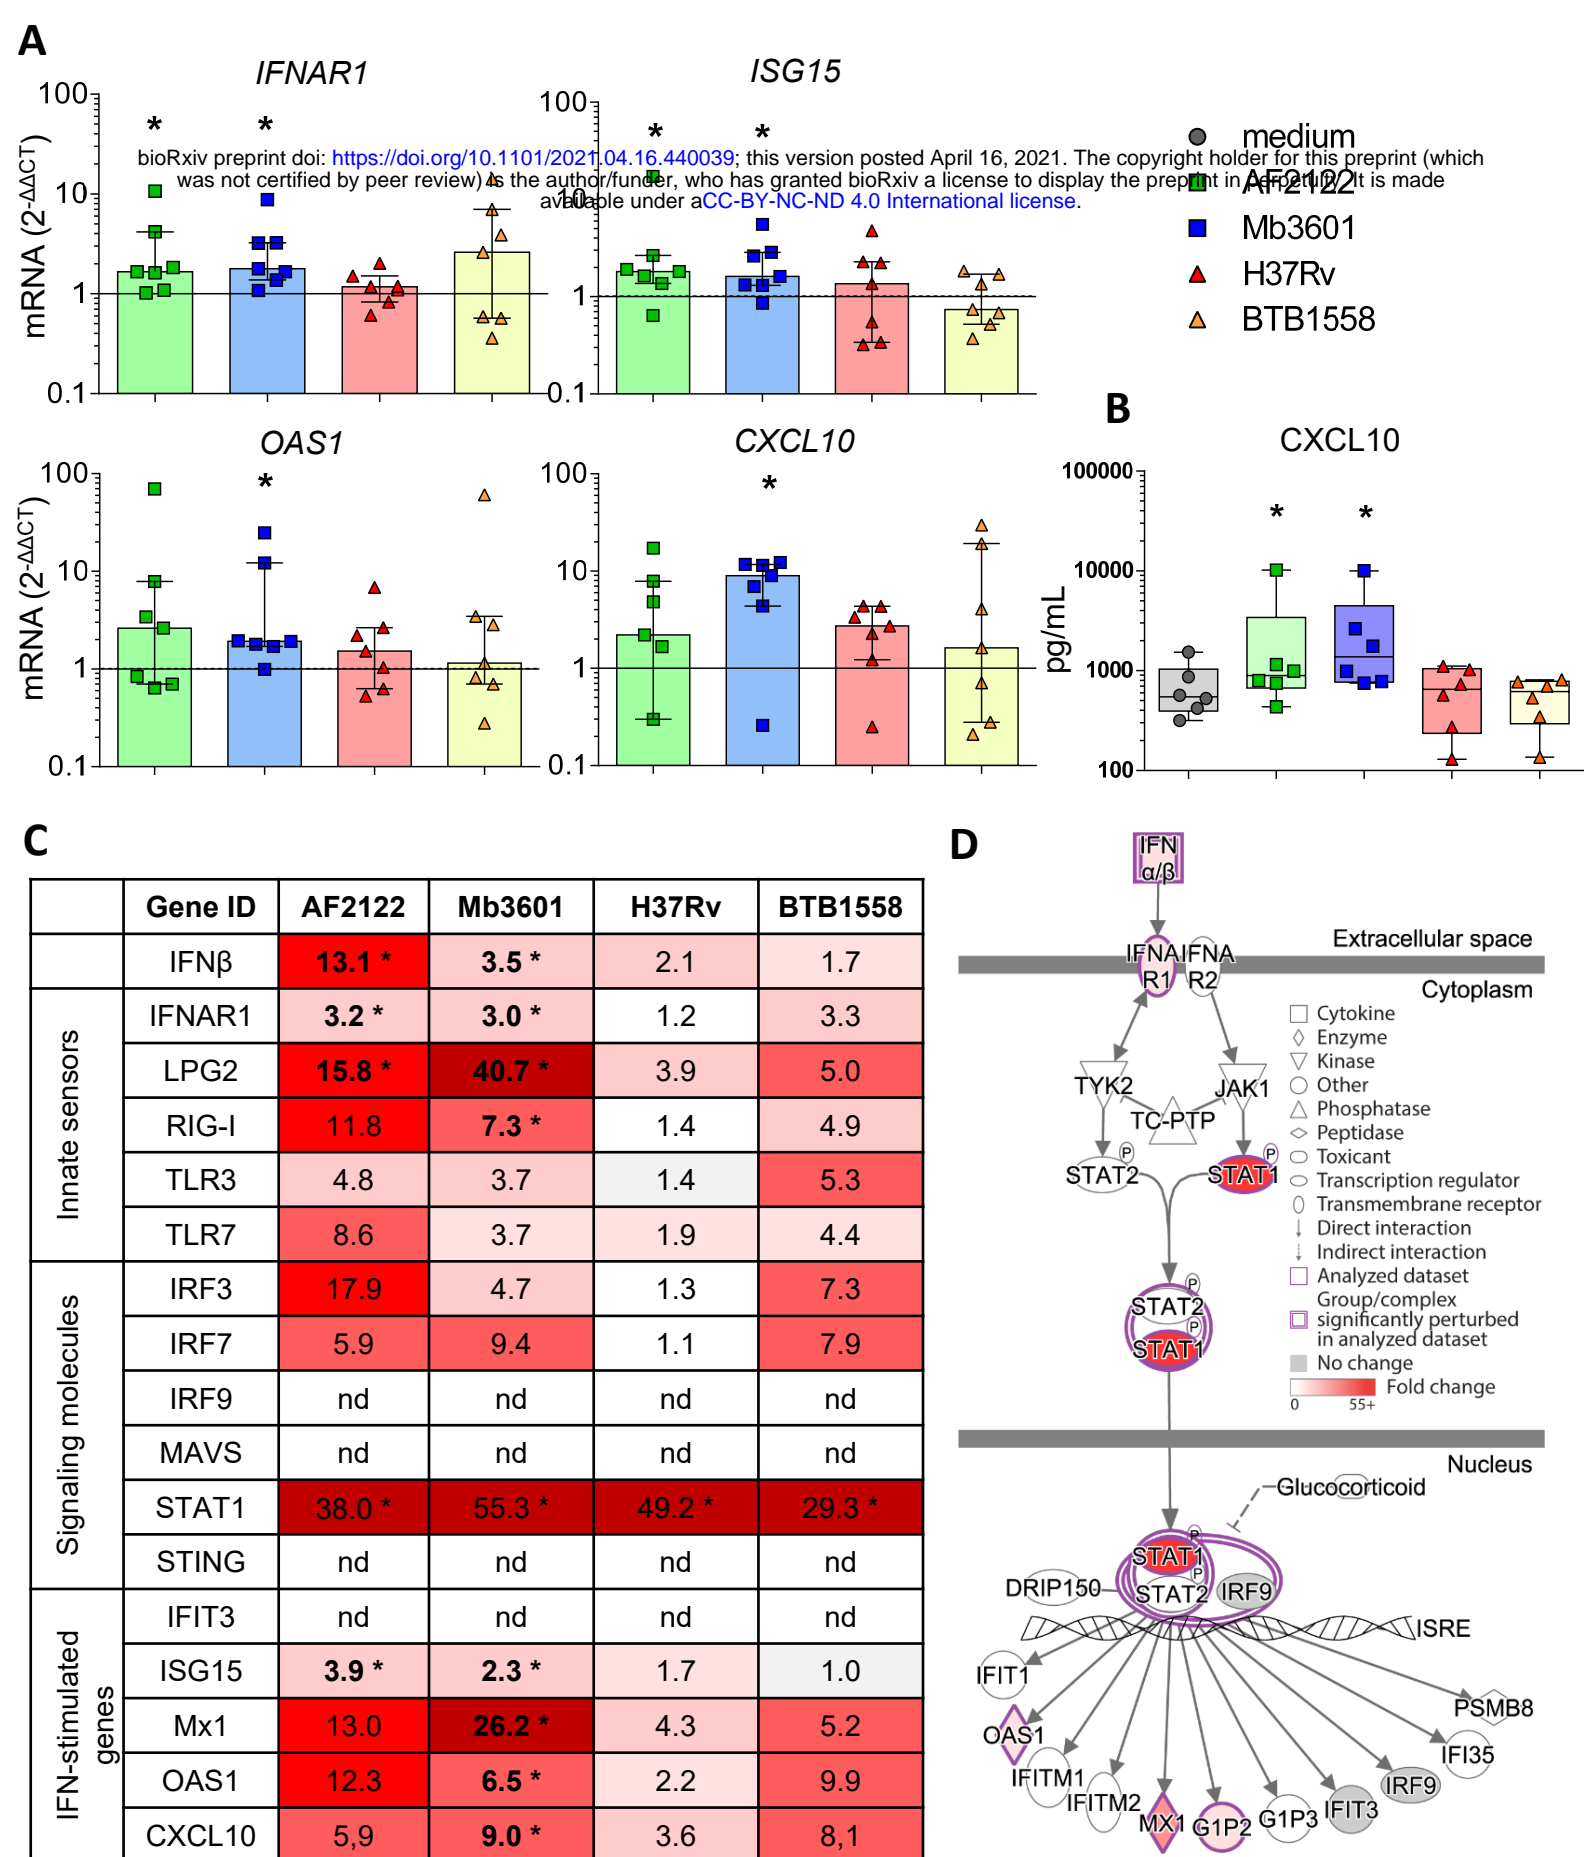 A
IFNAR1
ISG15
100
10
1
0.1
mRNA (2-ΔΔCT)
* *
100
10
1
0.1
* *
medium
AF2122
Mb3601
H37Rv
BTB1558
bioRxiv preprint doi: https://doi.org/10.1101/2021.04.16.440039; this version posted April 16, 2021. The copyright holder for this preprint (which
was not certified by peer review) is the author/funder, who has granted bioRxiv a license to display the preprint in perpetuity. It is made
available under aCC-BY-NC-ND 4.0 International license.
OAS1
CXCL10
100
10
1
0.1
mRNA (2-ΔΔCT)
*
100
10
1
0.1
*
B
CXCL10
100000
10000
1000
100
pg/mL
* *
C
Gene ID AF2122 Mb3601 H37Rv BTB1558
IFNβ 13.1 * 3.5 * 2.1 1.7
Innate sensors
IFNAR1 3.2 * 3.0 * 1.2 3.3
LPG2 15.8 * 40.7 * 3.9 5.0
RIG-I 11.8 7.3 * 1.4 4.9
TLR3 4.8 3.7 1.4 5.3
TLR7 8.6 3.7 1.9 4.4
Signaling molecules
IRF3 17.9 4.7 1.3 7.3
IRF7 5.9 9.4 1.1 7.9
IRF9 nd nd nd nd
MAVS nd nd nd nd
STAT1 38.0 * 55.3 * 49.2 * 29.3 *
STING nd nd nd nd
IFN-stimulated
genes
IFIT3 nd nd nd nd
ISG15 3.9 * 2.3 * 1.7 1.0
Mx1 13.0 26.2 * 4.3 5.2
OAS1 12.3 6.5 * 2.2 9.9
CXCL10 5,9 9.0 * 3.6 8,1
D
IFN
α/β
Extracellular space
IFNA
R1
IFNA
R2
Cytoplasm
TYK2
JAK1
TC-PTP
P
STAT2
P
STAT1
P
STAT2
P
STAT1
Cytokine
Enzyme
Kinase
Other
Phosphatase
Peptidase
Toxicant
Transcription regulator
Transmembrane receptor
Direct interaction
Indirect interaction
Analyzed dataset
Group/complex
significantly perturbed
in analyzed dataset
No change
Fold change
0 55+
Nucleus
Glucocorticoid
P
STAT1
P
STAT2
IRF9
DRIP150
ISRE
IFIT1
OAS1
IFITM1
IFITM2
MX1
G1P2
G1P3
IFIT3
IRF9
IFI35
PSMB8